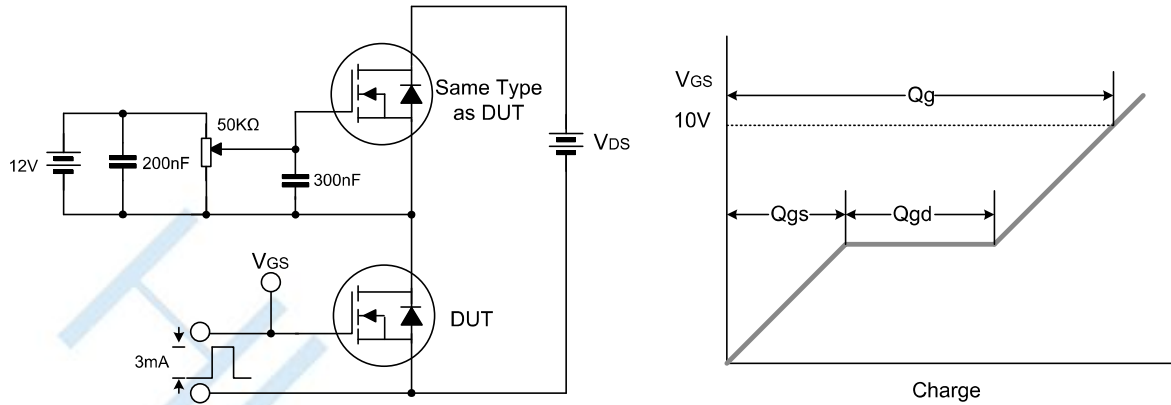 12V
200nF
50KΩ
300nF
Same Type
as DUT
VDS
VGS
DUT
3mA
VGS
10V
Qg
Qgs
Qgd
Charge